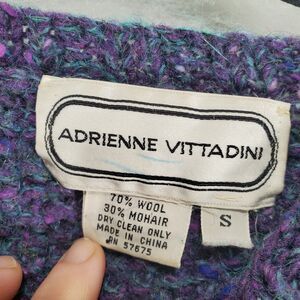 ADRIENNE VITTADINI
70% WOOL
30% MOHAIR
DRY CLEAN ONLY
MADE IN CHINA
RN 57675
S